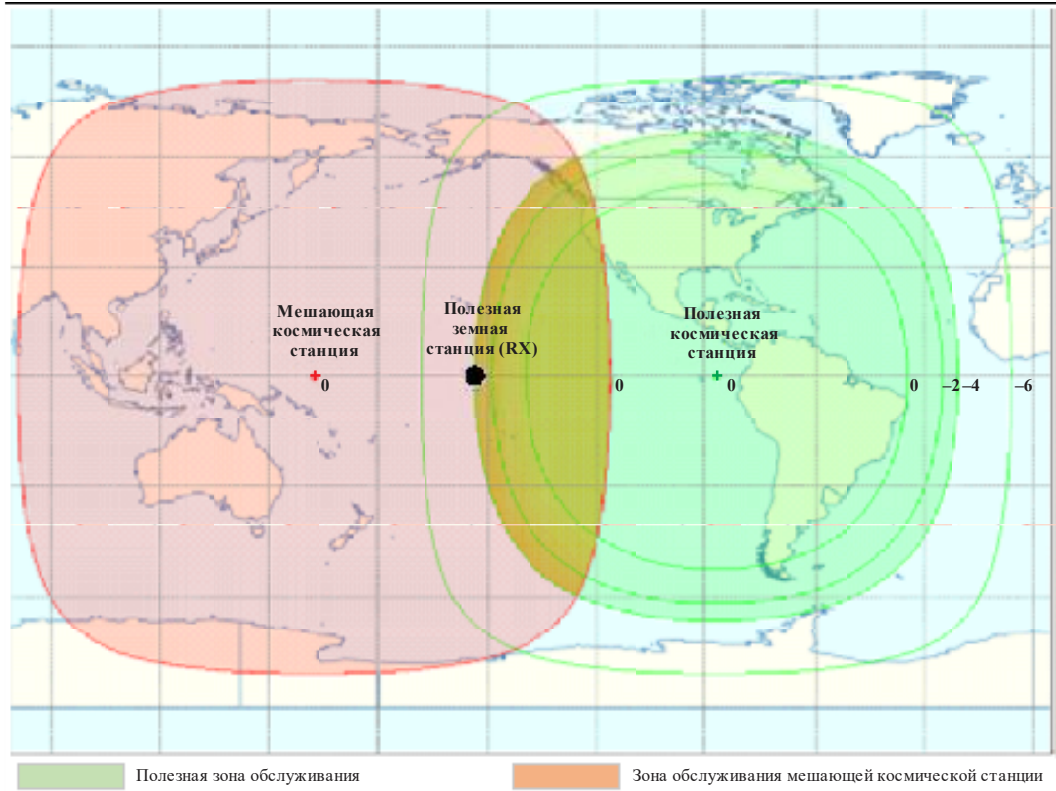 Мешающая
космическая
станция
0
Полезная
земная
станция (RX)
0
Полезная
космическая
станция
0
0
–2
–4
–6
Полезная зона обслуживания
Зона обслуживания мешающей космической станции